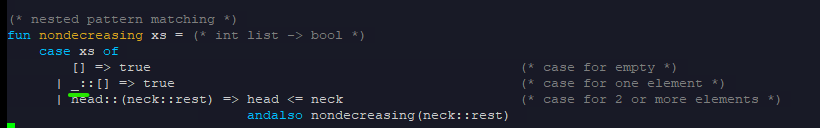 (* nested pattern matching *)
fun nondecreasing xs = (* int list -> bool *)
case xs of
[] => true (* case for empty *)
| _::[] => true (* case for one element *)
| head::(neck::rest) => head <= neck (* case for 2 or more elements *)
andalso nondecreasing(neck::rest)